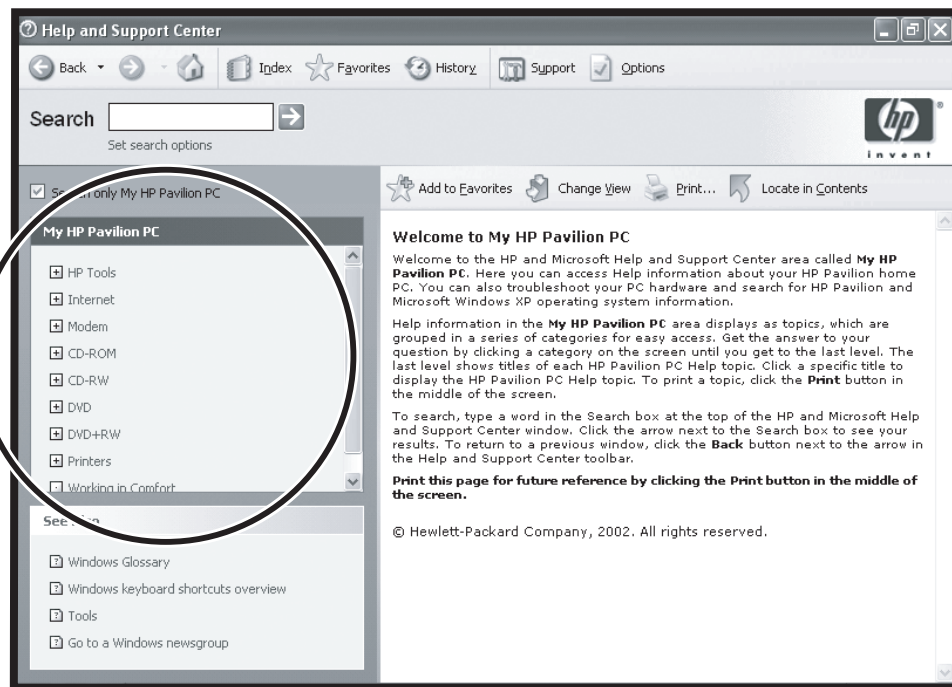 Help and Support Center
Back
Index
Favorites
History
Support
Options
Search
Set search options
hp
®
invent
Search only My HP Pavilion PC
My HP Pavilion PC
HP Tools
Internet
Modem
CD-ROM
CD-RW
DVD
DVD+RW
Printers
Working in Comfort
See Also
Windows Glossary
Windows keyboard shortcuts overview
Tools
Go to a Windows newsgroup
Add to Favorites
Change View
Print...
Locate in Contents
Welcome to My HP Pavilion PC
Welcome to the HP and Microsoft Help and Support Center area called My HP
Pavilion PC. Here you can access Help information about your HP Pavilion home
PC. You can also troubleshoot your PC hardware and search for HP Pavilion and
Microsoft Windows XP operating system information.
Help information in the My HP Pavilion PC area displays as topics, which are
grouped in a series of categories for easy access. Get the answer to your
question by clicking a category on the screen until you get to the last level. The
last level shows titles of each HP Pavilion PC Help topic. Click a specific title to
display the HP Pavilion PC Help topic. To print a topic, click the Print button in
the middle of the screen.
To search, type a word in the Search box at the top of the HP and Microsoft Help
and Support Center window. Click the arrow next to the Search box to see your
results. To return to a previous window, click the Back button next to the arrow in
the Help and Support Center toolbar.
Print this page for future reference by clicking the Print button in the middle of
the screen.
© Hewlett-Packard Company, 2002. All rights reserved.